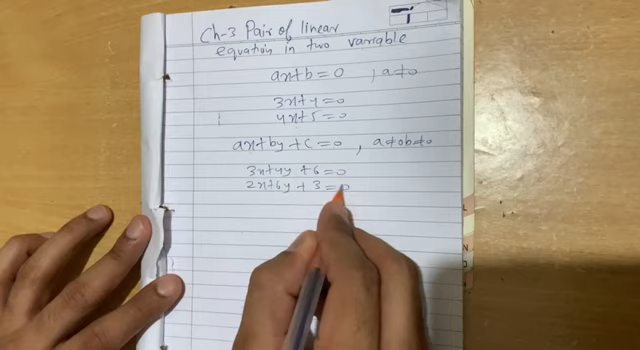 Ch-3 Pair of linear
equation in two variable
ax+b=0 , a≠0
3x+4=0
4x+5=0
ax+by+c=0 , a≠0b≠0
3x+4y+6=0
2x+6y+3=0